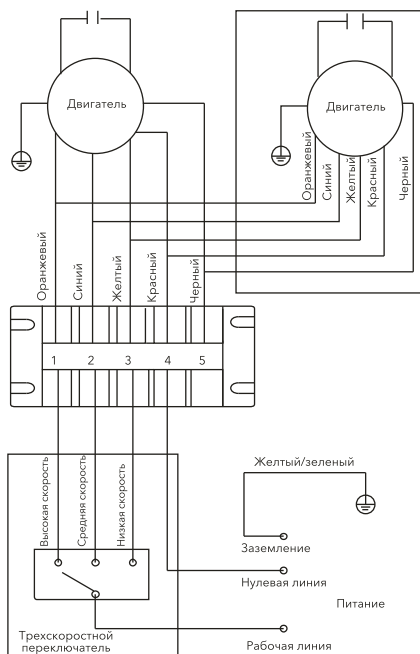 Двигатель
Двигатель
Оранжевый
Синий
Желтый
Красный
Черный
Оранжевый
Синий
Желтый
Красный
Черный
1 2 3 4 5
Высокая скорость
Средняя скорость
Низкая скорость
Желтый/зеленый
Заземление
Нулевая линия
Питание
Рабочая линия
Трехскоростной
переключатель